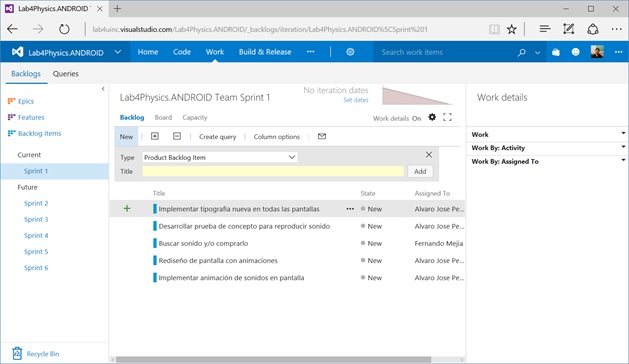 Lab4Physics.ANDROID
lab4uinc.visualstudio.com/Lab4Physics.ANDROID/_backlogs/iteration/Lab4Physics.ANDROID%5CSprint%201
Lab4Physics.ANDROID Home Code Work Build & Release ••• Search work items
Backlogs Queries
Epics
Features
Backlog items
Current
Sprint 1
Future
Sprint 2
Sprint 3
Sprint 4
Sprint 5
Sprint 6
Recycle Bin
Lab4Physics.ANDROID Team Sprint 1
No iteration dates
Set dates
Backlog Board Capacity
Work details On
New Create query Column options
Type Product Backlog Item
Title Add
Title State Assigned To
Implementar tipografía nueva en todas las pantallas ••• New Alvaro Jose Pe...
Desarrollar prueba de concepto para reproducir sonido New Alvaro Jose Pe...
Buscar sonido y/o comprarlo New Fernando Mejia
Rediseño de pantalla con animaciones New Alvaro Jose Pe...
Implementar animación de sonidos en pantalla New Alvaro Jose Pe...
Work details
Work
Work By: Activity
Work By: Assigned To